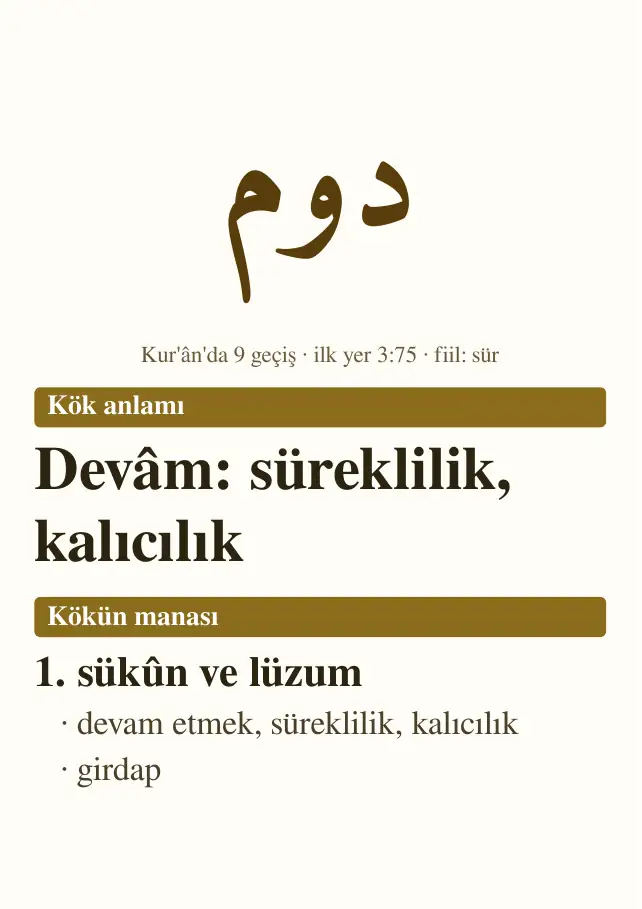 دوم
Kur'ân'da 9 geçiş · ilk yer 3:75 · fiil: sür
Kök anlamı
Devâm: süreklilik,
kalıcılık
Kökün manası
1. sükûn ve lüzum
· devam etmek, süreklilik, kalıcılık
· girdap